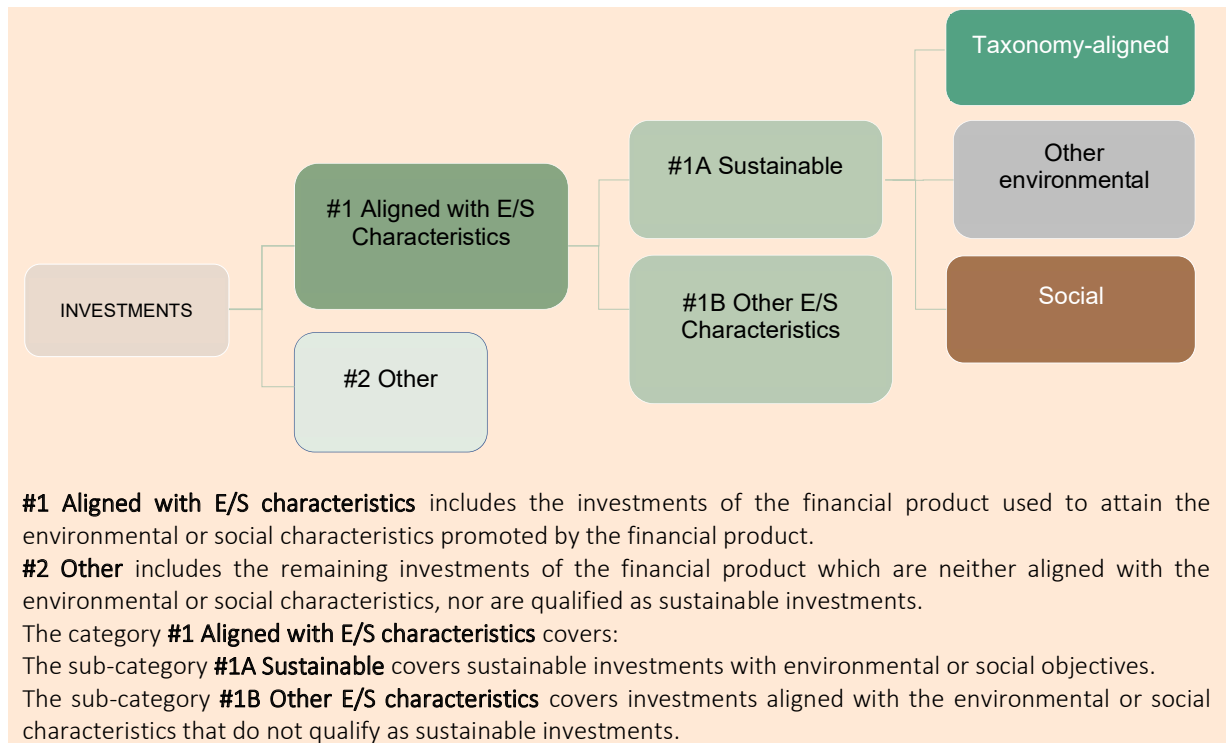 Taxonomy-aligned
#1A Sustainable
Other
environmental
#1 Aligned with E/S
Characteristics
INVESTMENTS
#1B Other E/S
Characteristics
Social
#2 Other
#1 Aligned with E/S characteristics includes the investments of the financial product used to attain the
environmental or social characteristics promoted by the financial product.
#2 Other includes the remaining investments of the financial product which are neither aligned with the
environmental or social characteristics, nor are qualified as sustainable investments.
The category #1 Aligned with E/S characteristics covers:
The sub-category #1A Sustainable covers sustainable investments with environmental or social objectives.
The sub-category #1B Other E/S characteristics covers investments aligned with the environmental or social
characteristics that do not qualify as sustainable investments.